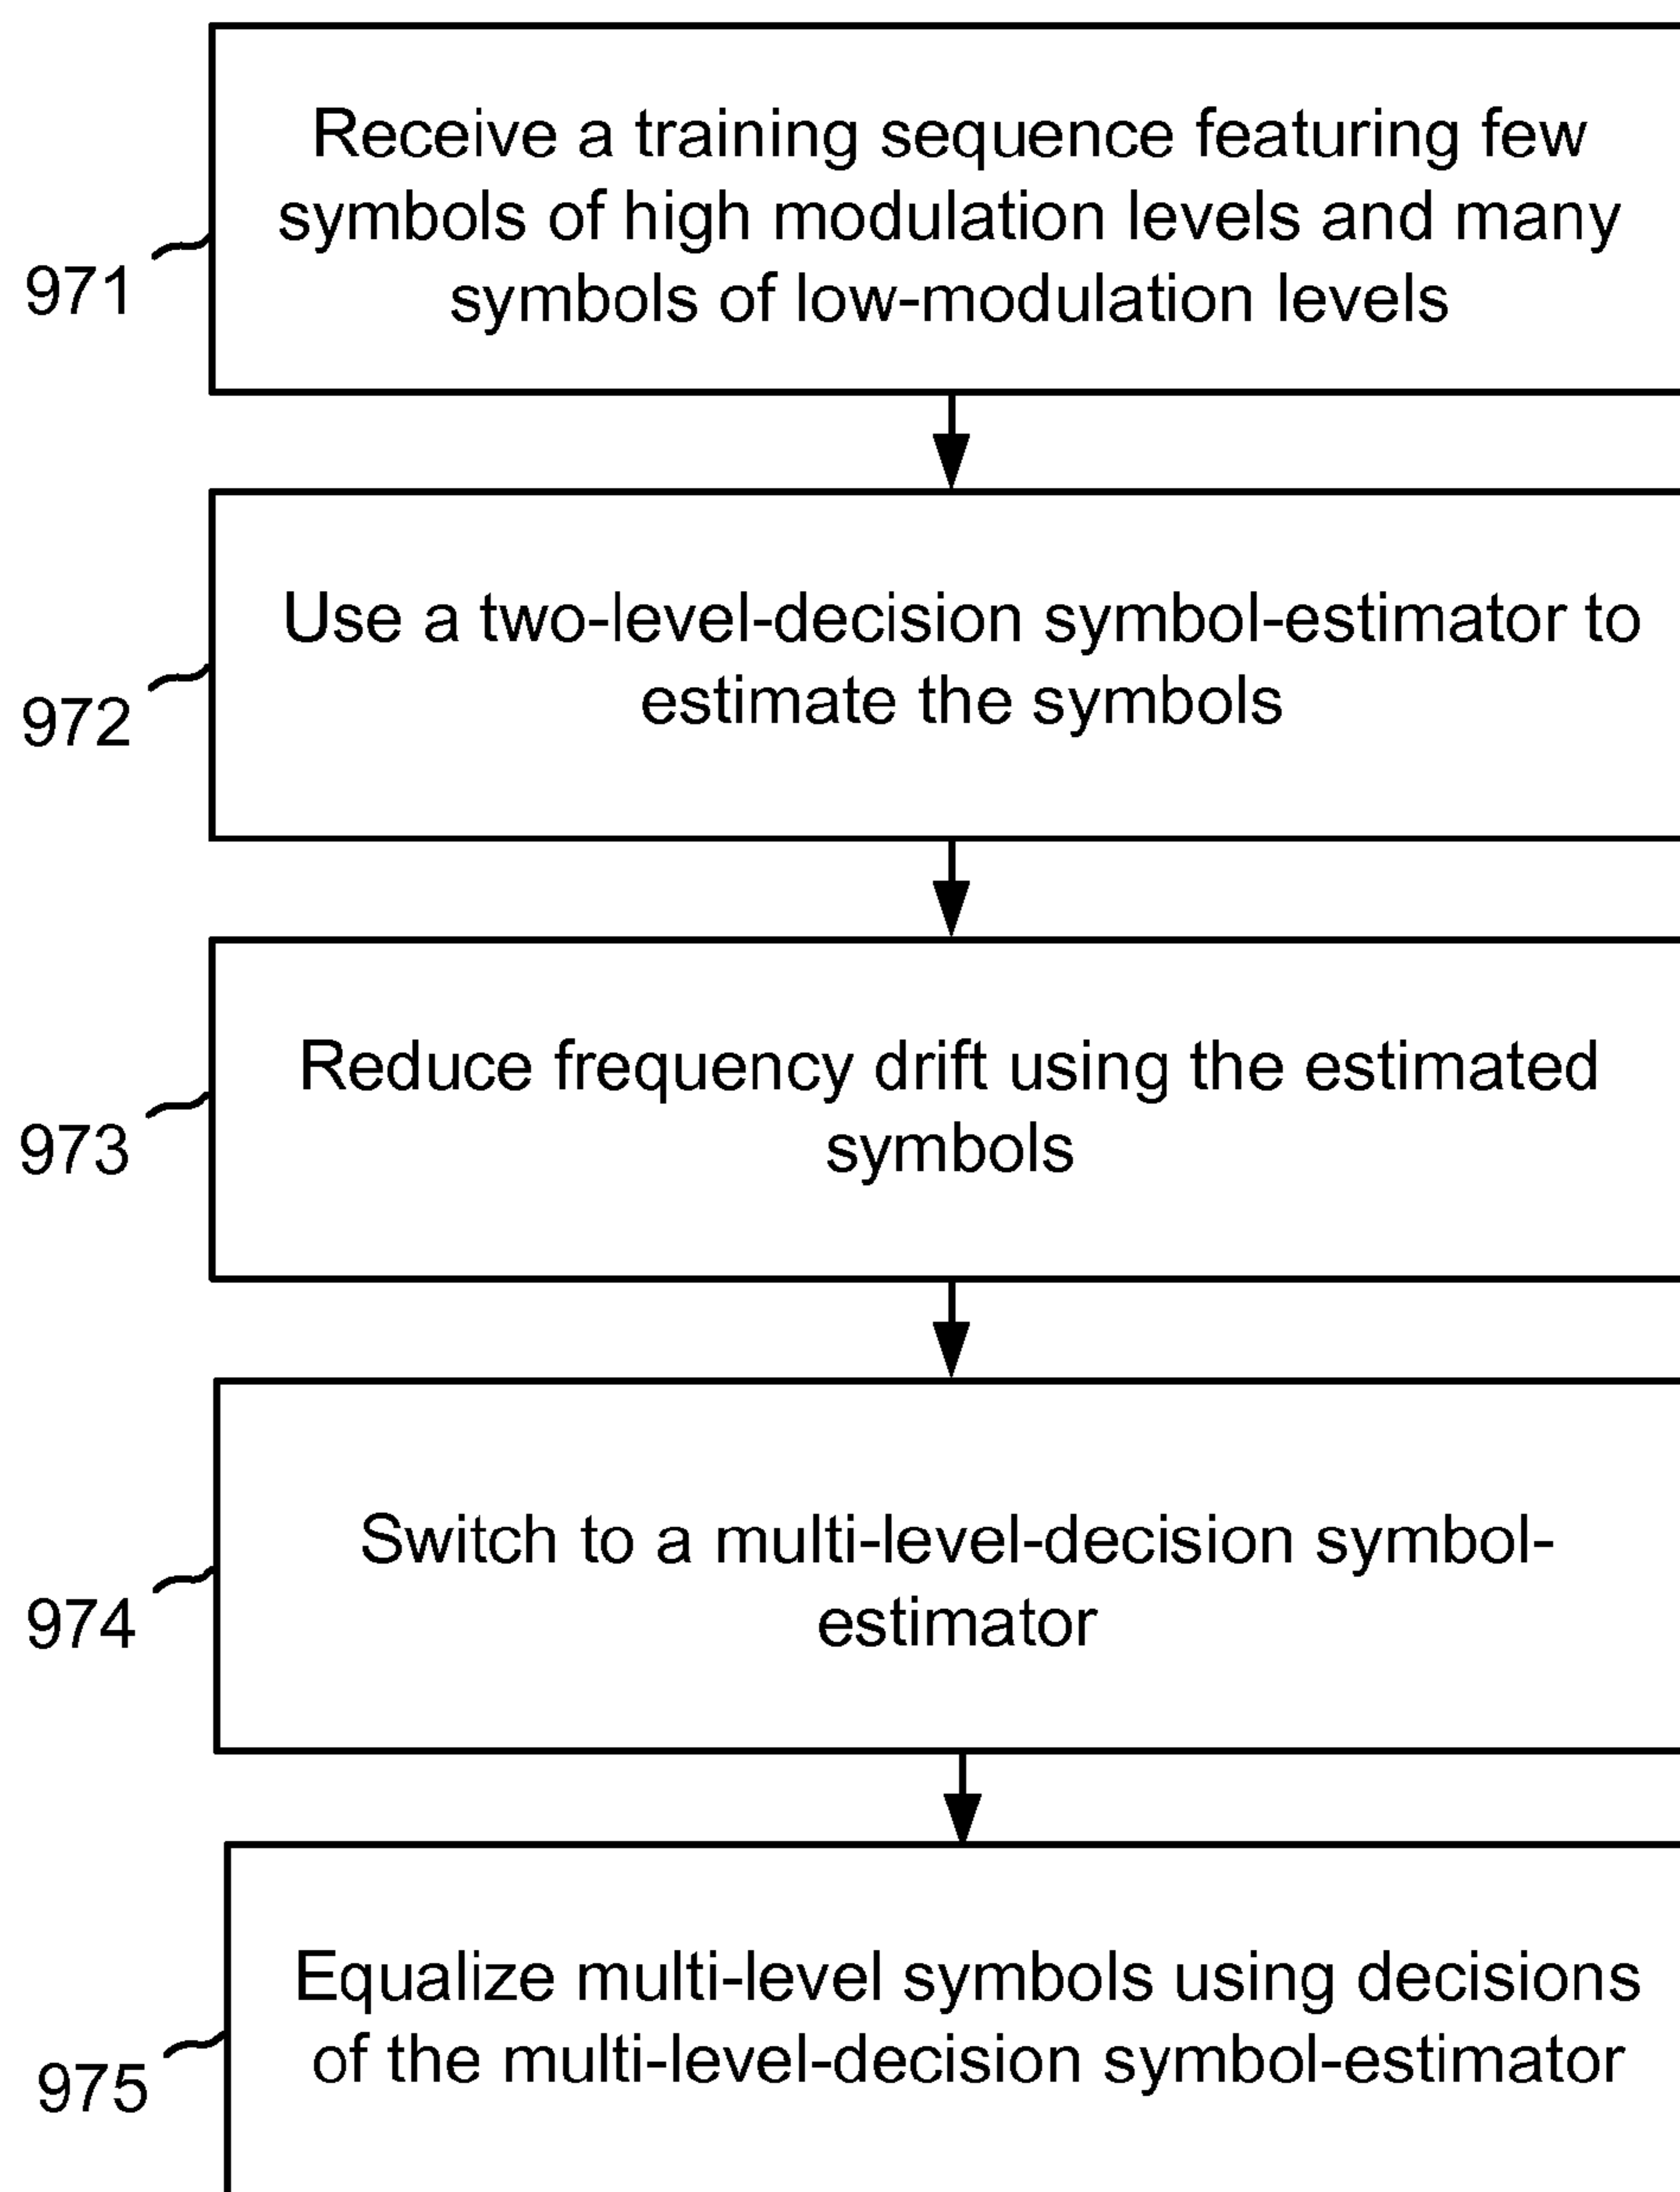 Receive a training sequence featuring few
symbols of high modulation levels and many
symbols of low-modulation levels
971
Use a two-level-decision symbol-estimator to
estimate the symbols
972
Reduce frequency drift using the estimated
symbols
973
Switch to a multi-level-decision symbol-
estimator
974
Equalize multi-level symbols using decisions
of the multi-level-decision symbol-estimator
975